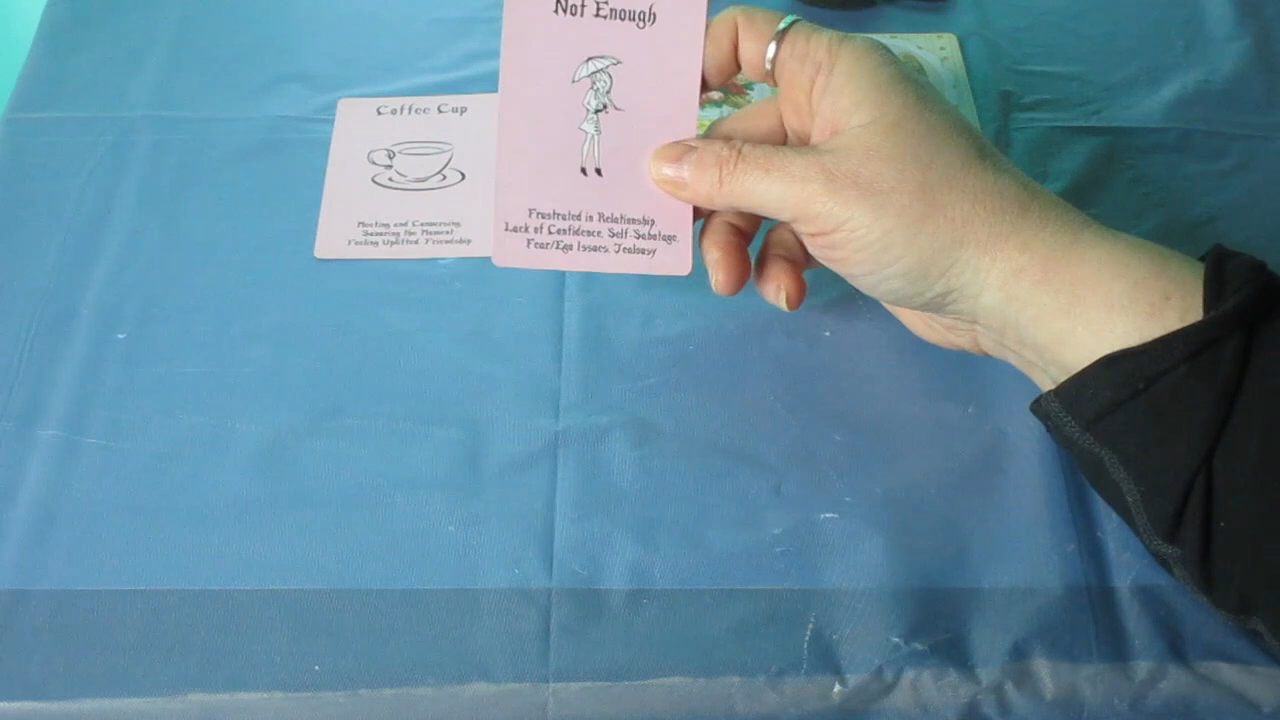 Not Enough
Frustrated in Relationship,
Lack of Confidence, Self-Sabotage,
Fear/Ego Issues, Jealousy
Coffee Cup
Meeting and Conversing,
Savoring the Moment,
Feeling Uplifted, Friendship